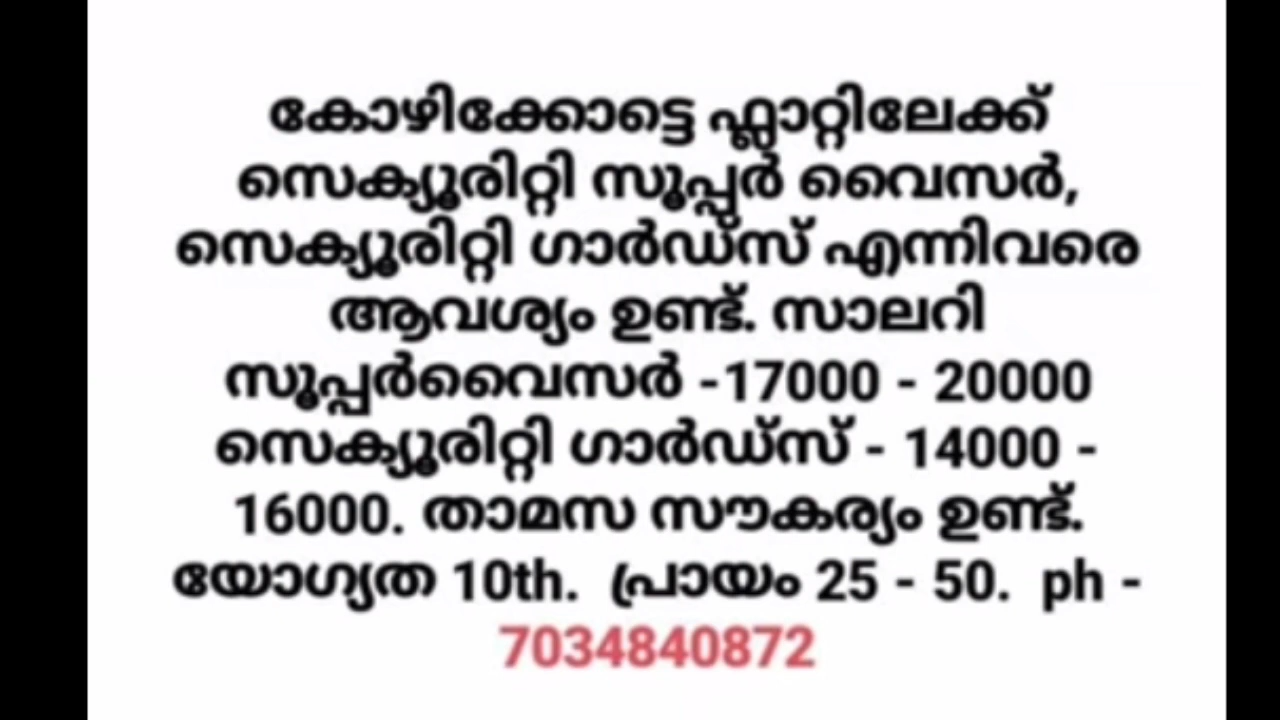 കോഴിക്കോട്ടെ ഫ്ലാറ്റിലേക്ക്
സെക്യൂരിറ്റി സൂപ്പർ വൈസർ,
സെക്യൂരിറ്റി ഗാർഡ്സ് എന്നിവരെ
ആവശ്യം ഉണ്ട്. സാലറി
സൂപ്പർവൈസർ -17000 - 20000
സെക്യൂരിറ്റി ഗാർഡ്സ് - 14000 -
16000. താമസ സൗകര്യം ഉണ്ട്.
യോഗ്യത 10th. പ്രായം 25 - 50. ph -
7034840872